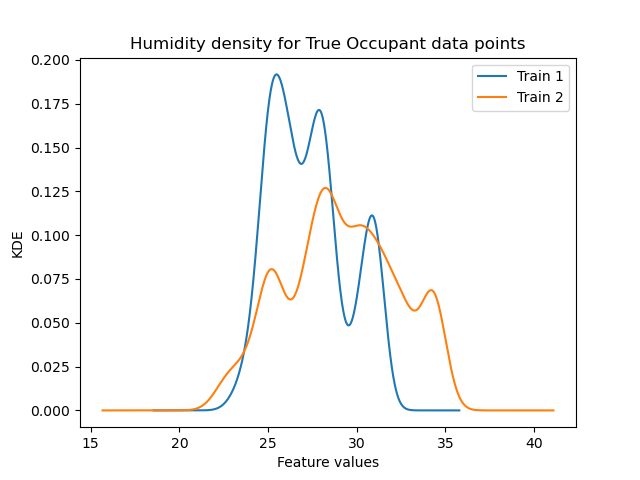 Humidity density for True Occupant data points
Train 1
Train 2
0.200
0.175
0.150
0.125
0.100
0.075
0.050
0.025
0.000
KDE
15 20 25 30 35 40
Feature values